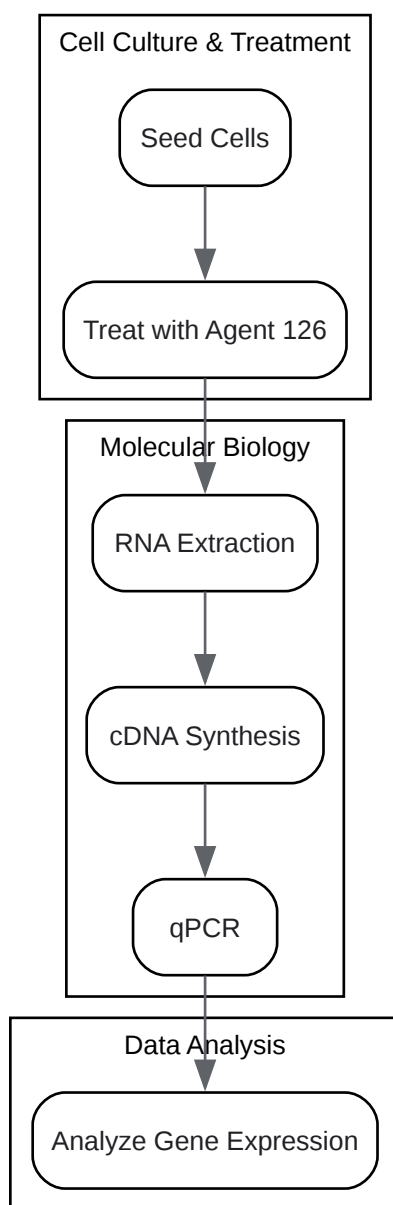 Cell Culture & Treatment
Seed Cells
Treat with Agent 126
Molecular Biology
RNA Extraction
cDNA Synthesis
qPCR
Data Analysis
Analyze Gene Expression